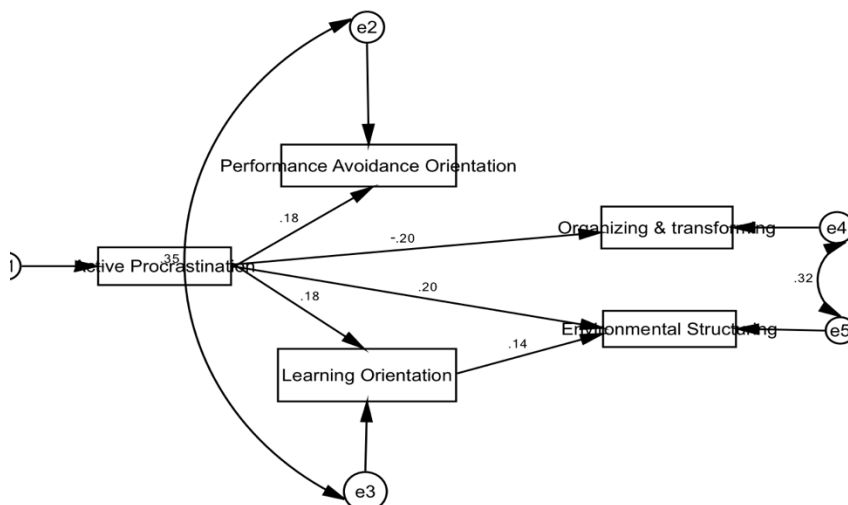 e2
Performance Avoidance Orientation
.18
Organizing & transforming
e4
-.20
.35
Active Procrastination
1
.20
.32
.18
Environmental Structuring
e5
.14
Learning Orientation
e3